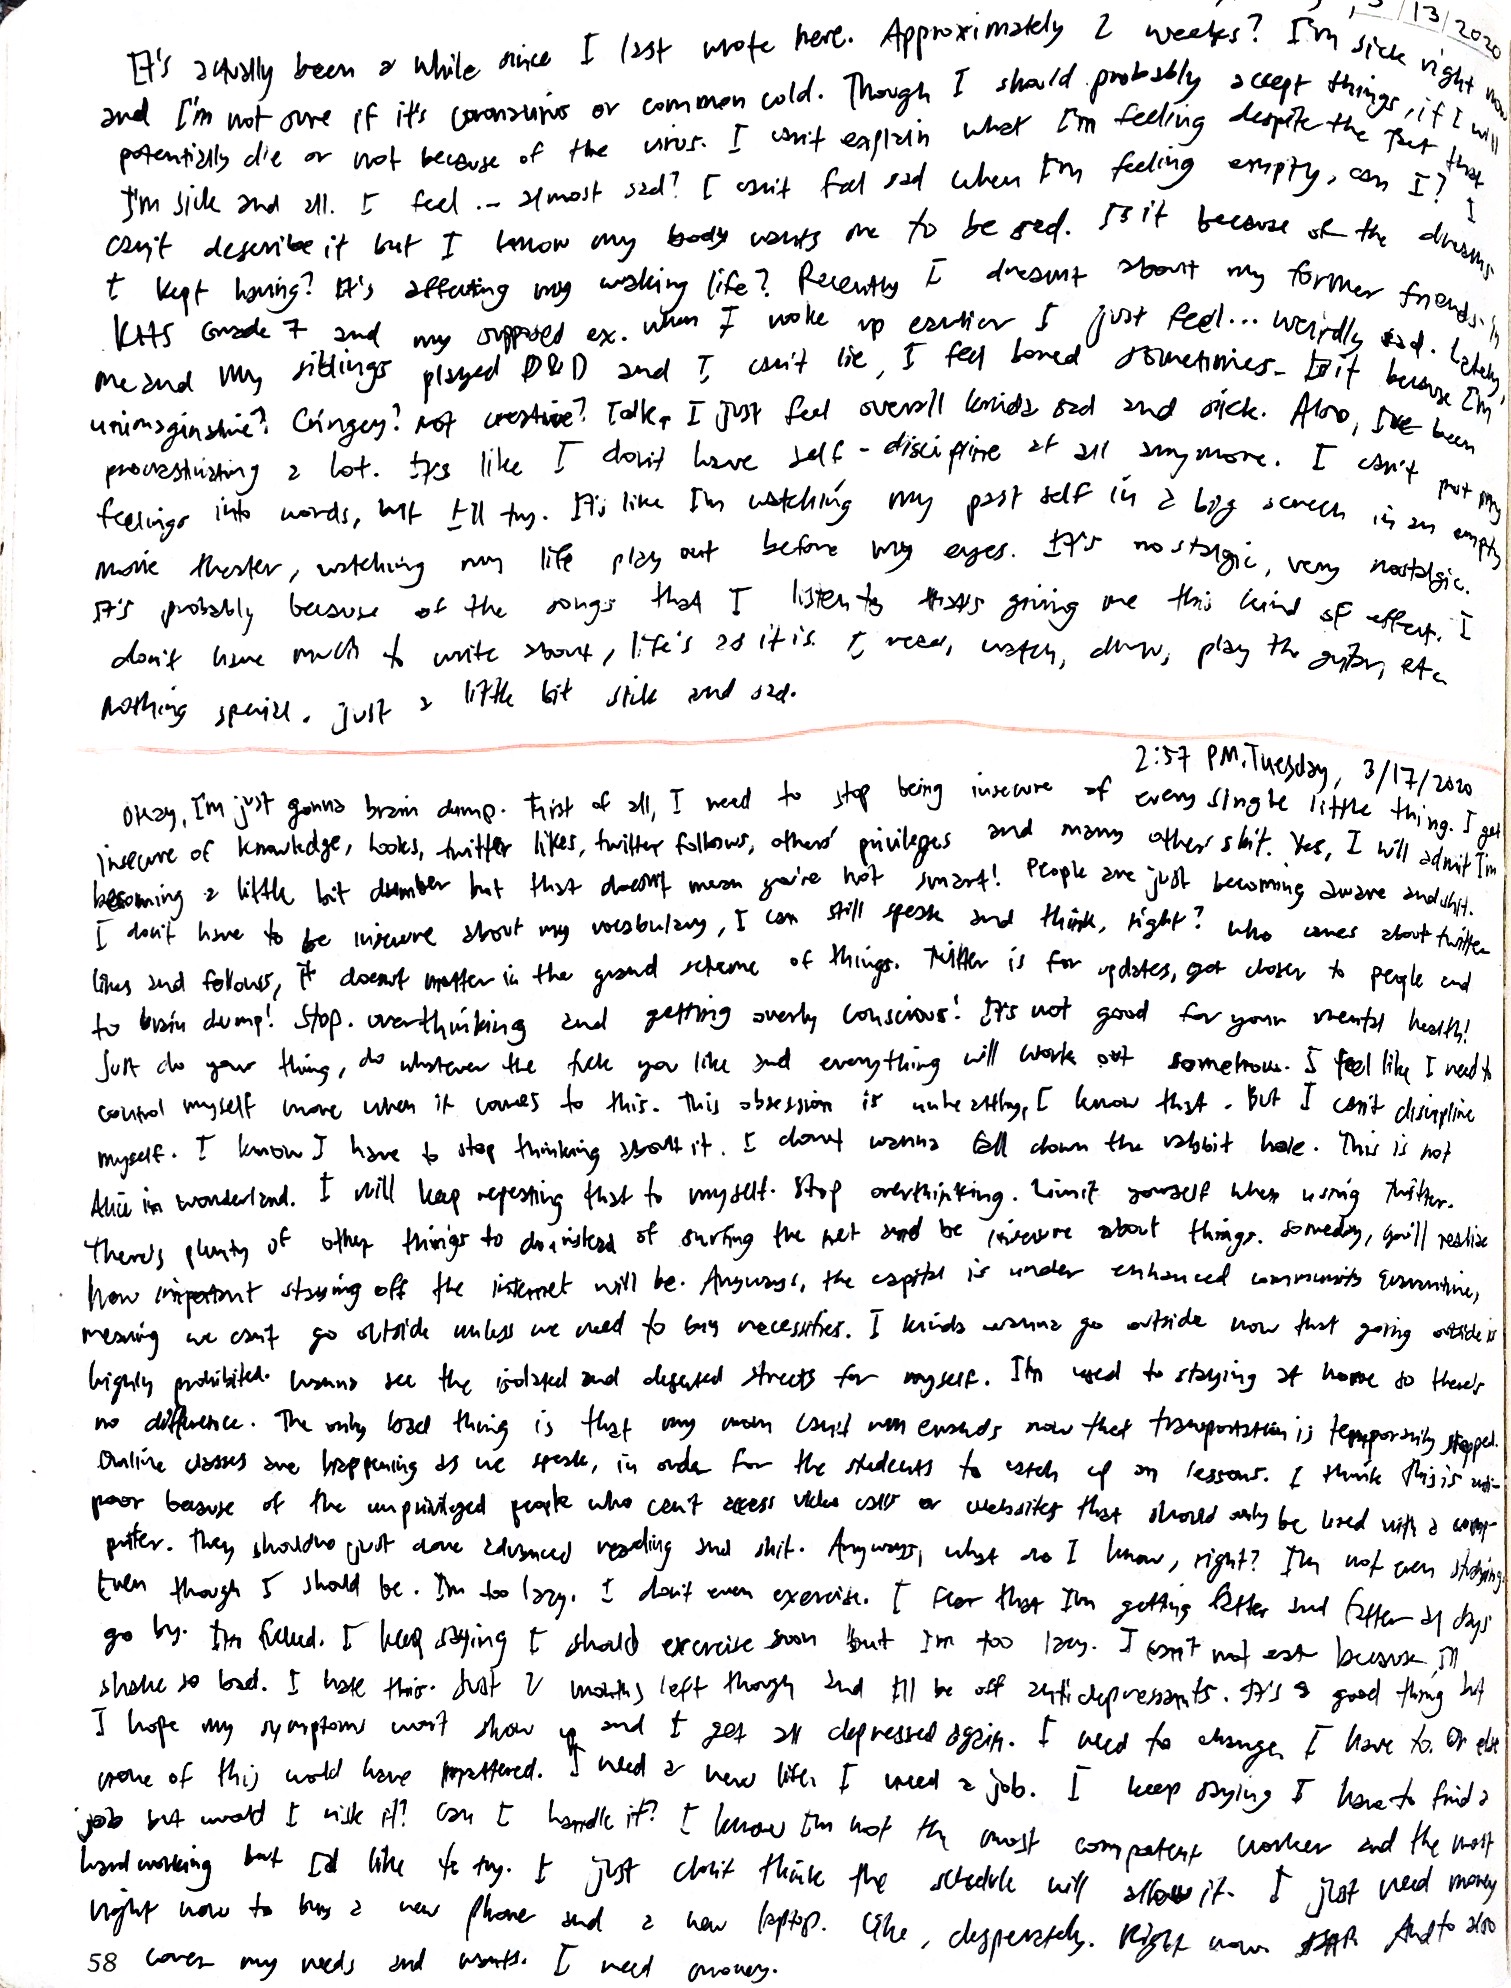 3/13/2020
It's actually been a while since I last wrote here. Approximately 2 weeks? I'm sick right now
and I'm not sure if it's coronavirus or common cold. Though I should probably accept things, if I will
potentially die or not because of the virus. I can't explain what I'm feeling despite the fact that
I'm sick and all. I feel... almost sad? I can't feel sad when I'm feeling empty, can I? I
can't describe it but I know my body wants me to be sad. Is it because of the dreams
I kept having? It's affecting my waking life? Recently I dreamt about my former friends in
KHS Grade 7 and my supposed ex. When I woke up earlier I just feel... weirdly sad. Lately,
me and my siblings played D&D and I can't lie, I feel bored sometimes. Is it because I'm
unimaginative? Cringey? Not creative? I just feel overall kinda sad and sick. Also, I've been
procrastinating a lot. It's like I don't have self-discipline at all anymore. I can't put my
feelings into words, but I'll try. It's like I'm watching my past self in a big screen in an empty
movie theater, watching my life play out before my eyes. It's nostalgic, very nostalgic.
It's probably because of the songs that I listen to that's giving me this kind of effect. I
don't have much to write about, life's as it is. I read, watch, draw, play the guitar, etc.
Nothing special. Just a little bit sick and sad.
2:57 PM, Tuesday, 3/17/2020
Okay, I'm just gonna brain dump. First of all, I need to stop being insecure of every single little thing. I get
insecure of knowledge, looks, twitter likes, twitter follows, others' privileges and many other shit. Yes, I will admit I'm
becoming a little bit dumber but that doesn't mean you're not smart! People are just becoming aware and shit.
I don't have to be insecure about my vocabulary, I can still speak and think, right? Who cares about twitter
likes and follows, it doesn't matter in the grand scheme of things. Twitter is for updates, get closer to people and
to brain dump! Stop. overthinking and getting overly conscious! It's not good for your mental health!
Just do your thing, do whatever the fuck you like and everything will work out somehow. I feel like I need to
control myself more when it comes to this. This obsession is unhealthy, I know that. But I can't discipline
myself. I know I have to stop thinking about it. I don't wanna fall down the rabbit hole. This is not
Alice in wonderland. I will keep repeating that to myself. Stop overthinking. Limit yourself when using Twitter.
There's plenty of other things to do instead of surfing the net and be insecure about things. Someday, you'll realize
how important staying off the internet will be. Anyways, the capital is under enhanced community quarantine,
meaning we can't go outside unless we need to buy necessities. I kinda wanna go outside now that going outside is
highly prohibited. Wanna see the isolated and deserted streets for myself. I'm used to staying at home so there's
no difference. The only bad thing is that my mom can't run errands now that transportation is temporarily stopped.
Online classes are happening as we speak, in order for the students to catch up on lessons. I think this is anti-
poor because of the unprivileged people who can't access video calls or websites that should only be used with a comp-
puter. They should've just done advanced reading and shit. Anyways, what do I know, right? I'm not even studying
Even though I should be. I'm too lazy. I don't even exercise. I fear that I'm getting fatter and fatter as days
go by. I'm fucked. I keep saying I should exercise soon but I'm too lazy. I can't not eat because I'll
shake so bad. I hate this. Just 2 months left though and I'll be off antidepressants. It's a good thing but
I hope my symptoms won't show up and I get all depressed again. I need to change. I have to. Or else
none of this would have mattered. I need a new life. I need a job. I keep saying I have to find a
job but would I risk it? Can I handle it? I know I'm not the most competent worker and the most
hardworking but I'd like to try. I just don't think the schedule will allow it. I just need money
right now to buy a new phone and a new laptop. Like, desperately. Right now. And to also
cover my needs and wants. I need money.
58